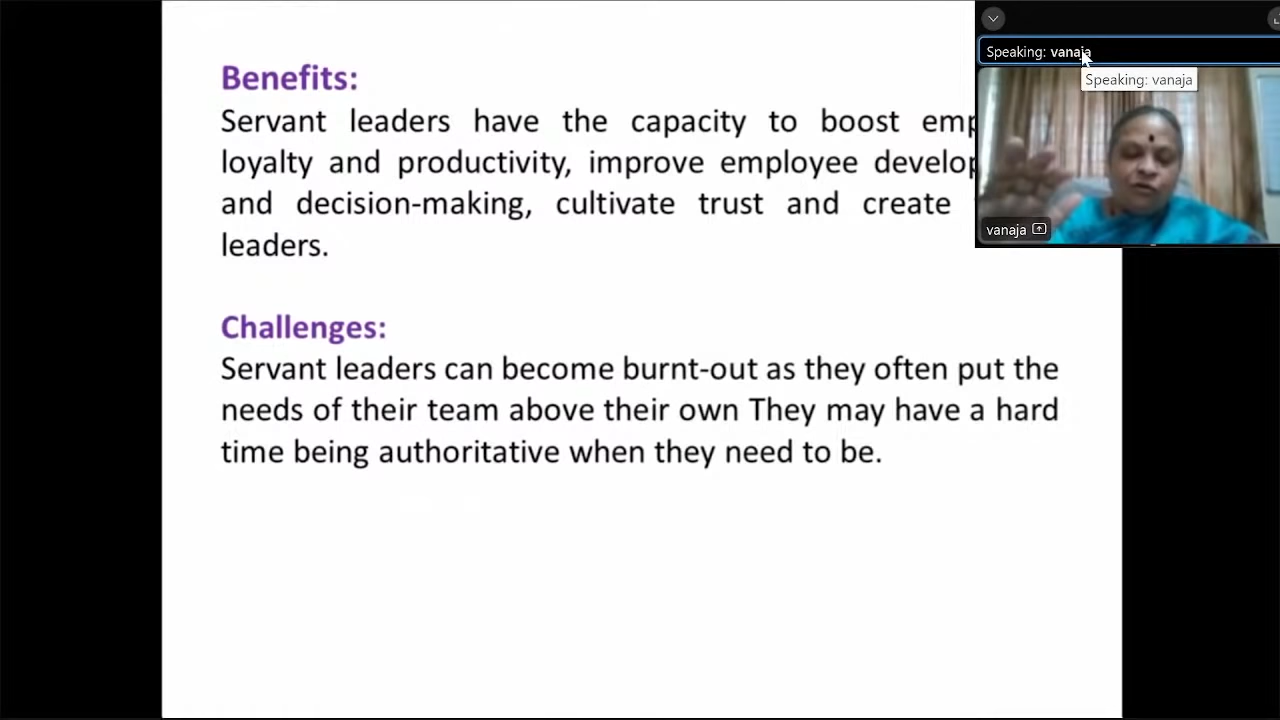 Benefits:
Servant leaders have the capacity to boost
loyalty and productivity, improve employee
and decision-making, cultivate trust and create
leaders.
Challenges:
Servant leaders can become burnt-out as they often put the
needs of their team above their own They may have a hard
time being authoritative when they need to be.
Speaking: vanaja
Speaking: vanaja
vanaja